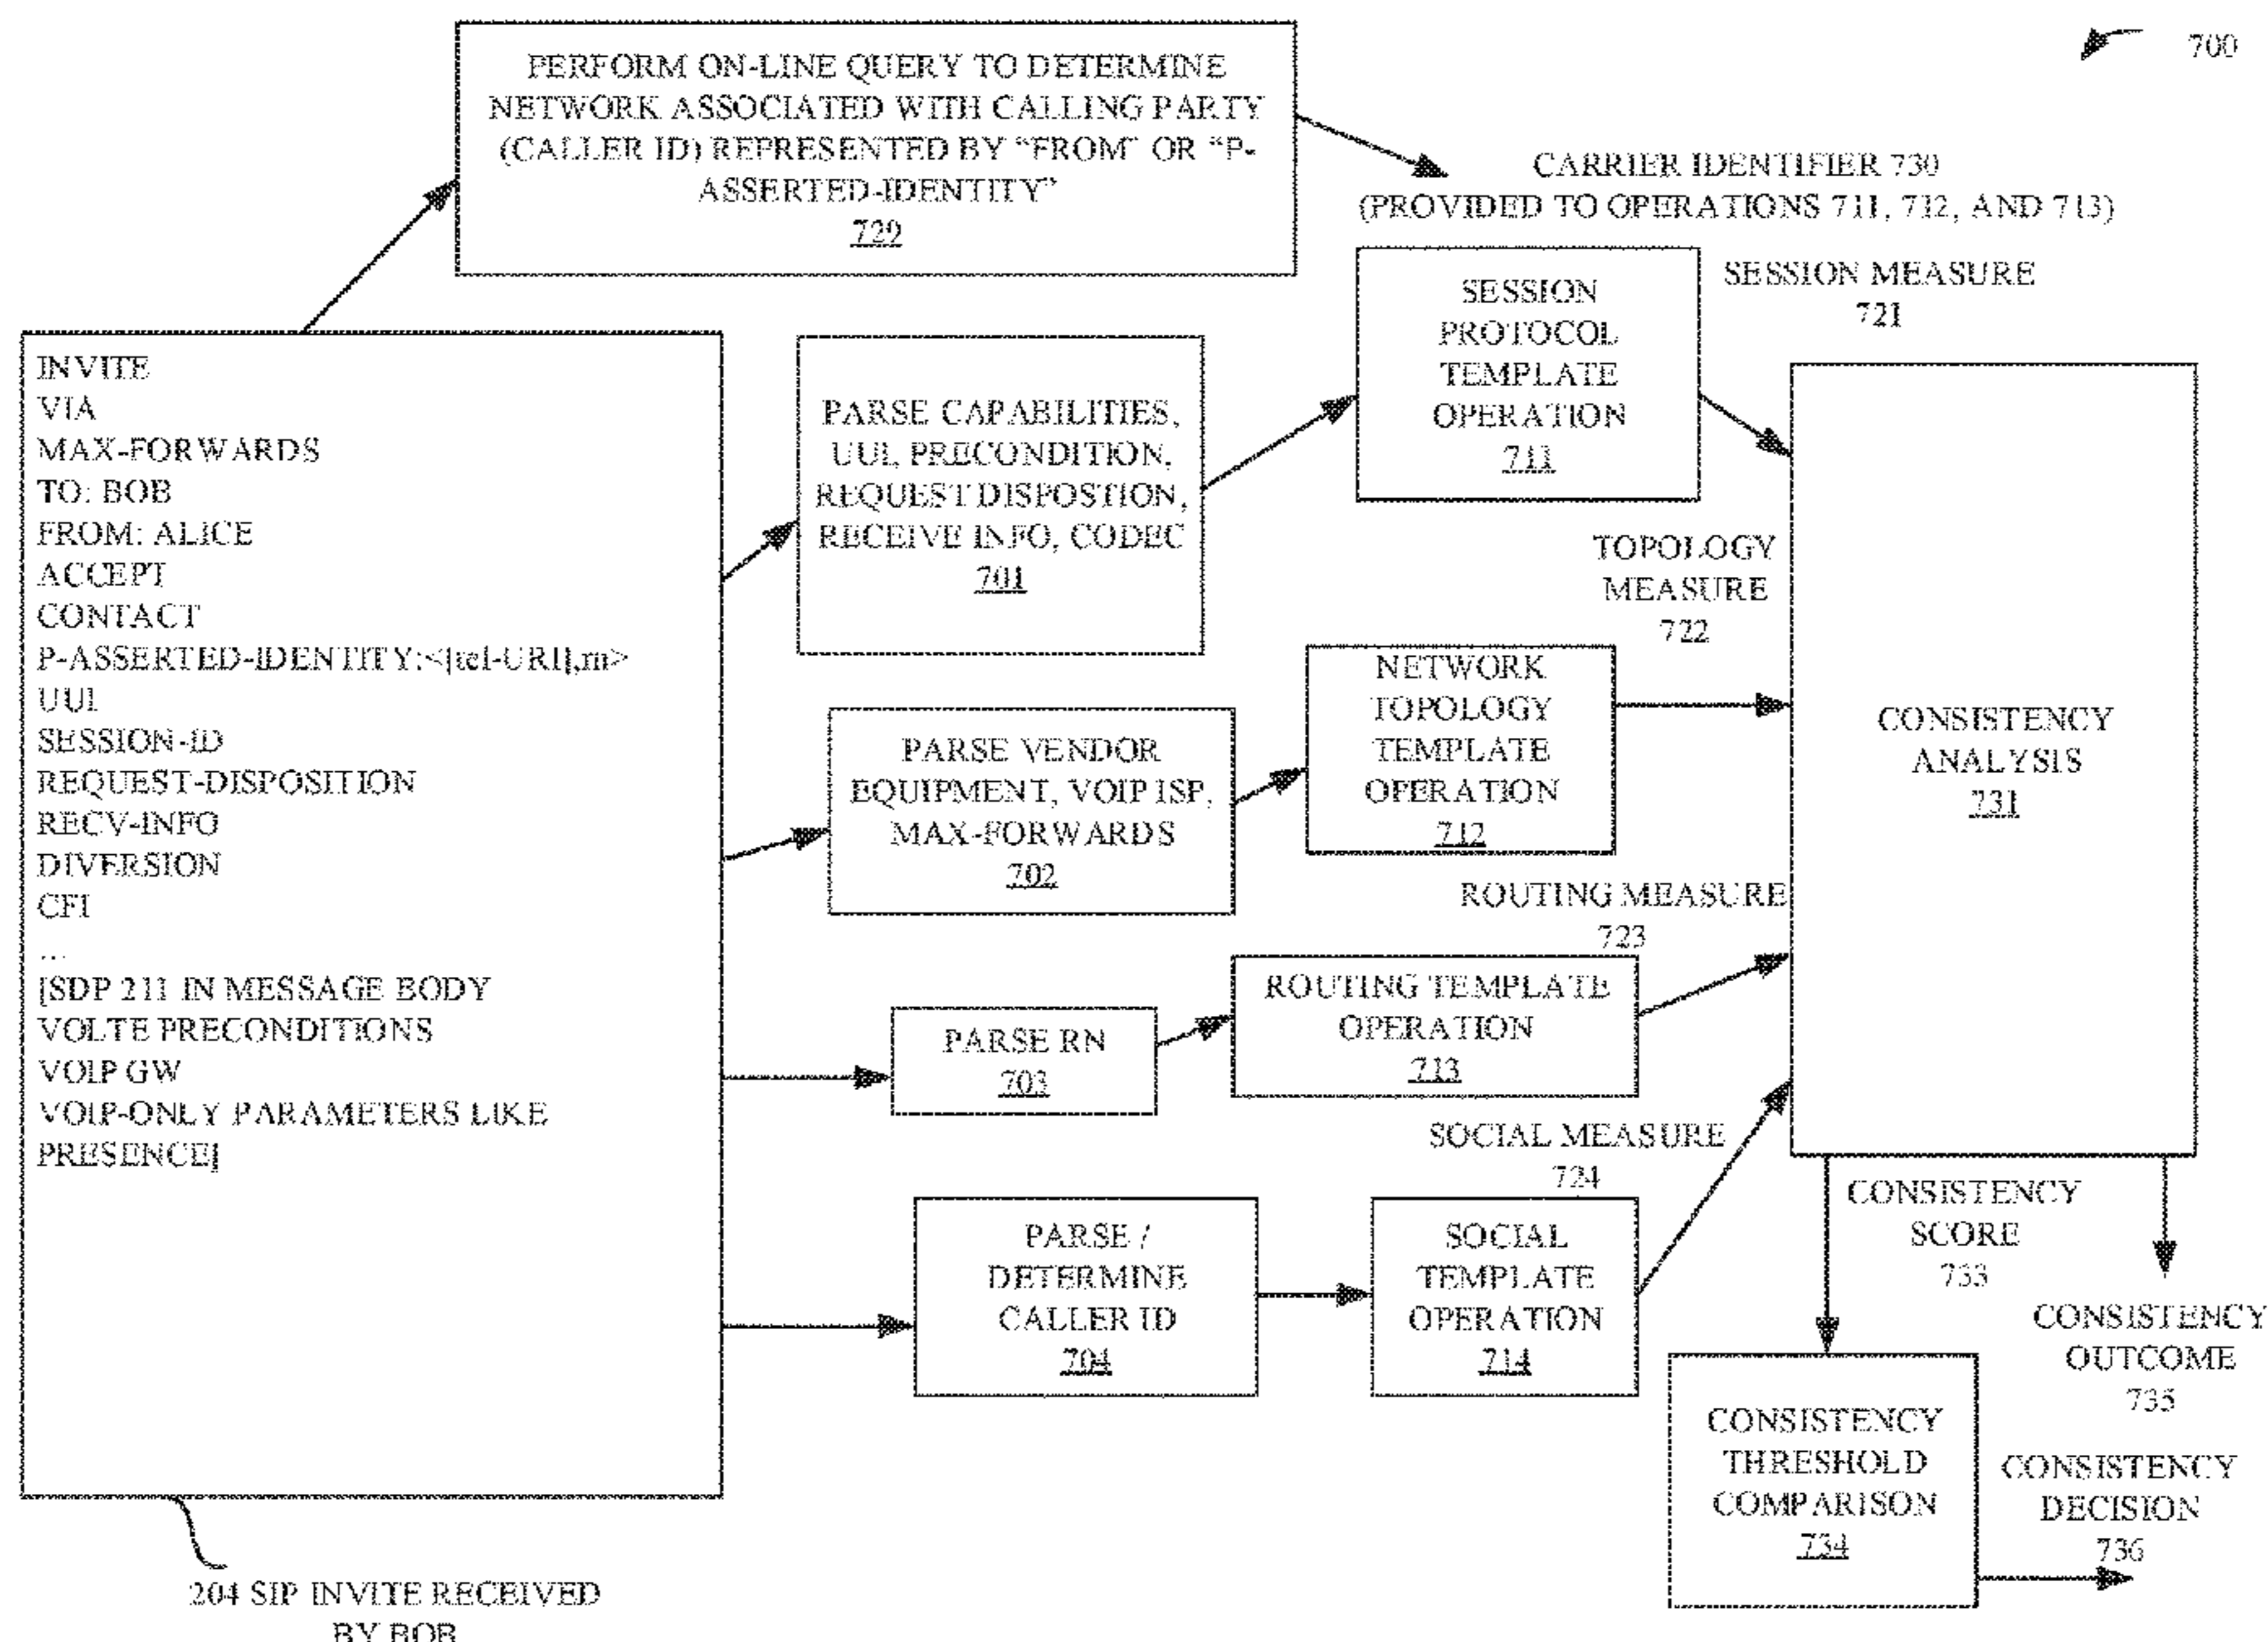 700
PERFORM ON-LINE QUERY TO DETERMINE
NETWORK ASSOCIATED WITH CALLING PARTY
(CALLER ID) REPRESENTED BY “FROM” OR “P-
ASSERTED-IDENTITY”
729
CARRIER IDENTIFIER 730
(PROVIDED TO OPERATIONS 711, 712, AND 713)
INVITE
VIA
MAX-FORWARDS
TO: BOB
FROM: ALICE
ACCEPT
CONTACT
P-ASSERTED-IDENTITY:<[tel-URI],rn>
UUI
SESSION-ID
REQUEST-DISPOSITION
RECV-INFO
DIVERSION
CFI
...
[SDP 211 IN MESSAGE BODY
VOLTE PRECONDITIONS
VOIP GW
VOIP-ONLY PARAMETERS LIKE
PRESENCE]
204 SIP INVITE RECEIVED
BY BOB
PARSE CAPABILITIES,
UUI, PRECONDITION,
REQUEST DISPOSTION,
RECEIVE INFO, CODEC
701
SESSION
PROTOCOL
TEMPLATE
OPERATION
711
SESSION MEASURE
721
PARSE VENDOR
EQUIPMENT, VOIP ISP,
MAX-FORWARDS
702
NETWORK
TOPOLOGY
TEMPLATE
OPERATION
712
TOPOLOGY
MEASURE
722
PARSE RN
703
ROUTING TEMPLATE
OPERATION
713
ROUTING MEASURE
723
PARSE /
DETERMINE
CALLER ID
704
SOCIAL
TEMPLATE
OPERATION
714
SOCIAL MEASURE
724
CONSISTENCY
ANALYSIS
731
CONSISTENCY
SCORE
733
CONSISTENCY
OUTCOME
735
CONSISTENCY
THRESHOLD
COMPARISON
734
CONSISTENCY
DECISION
736